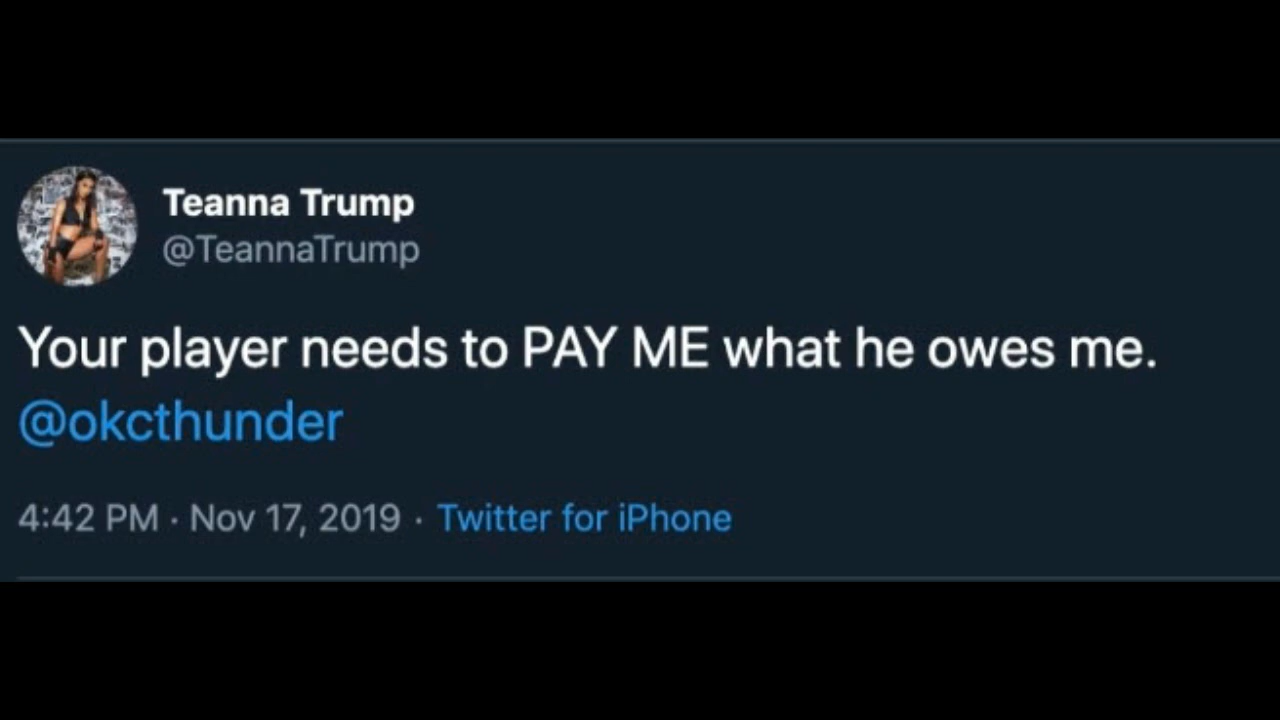 Teanna Trump
@TeannaTrump
Your player needs to PAY ME what he owes me.
@okcthunder
4:42 PM · Nov 17, 2019 · Twitter for iPhone